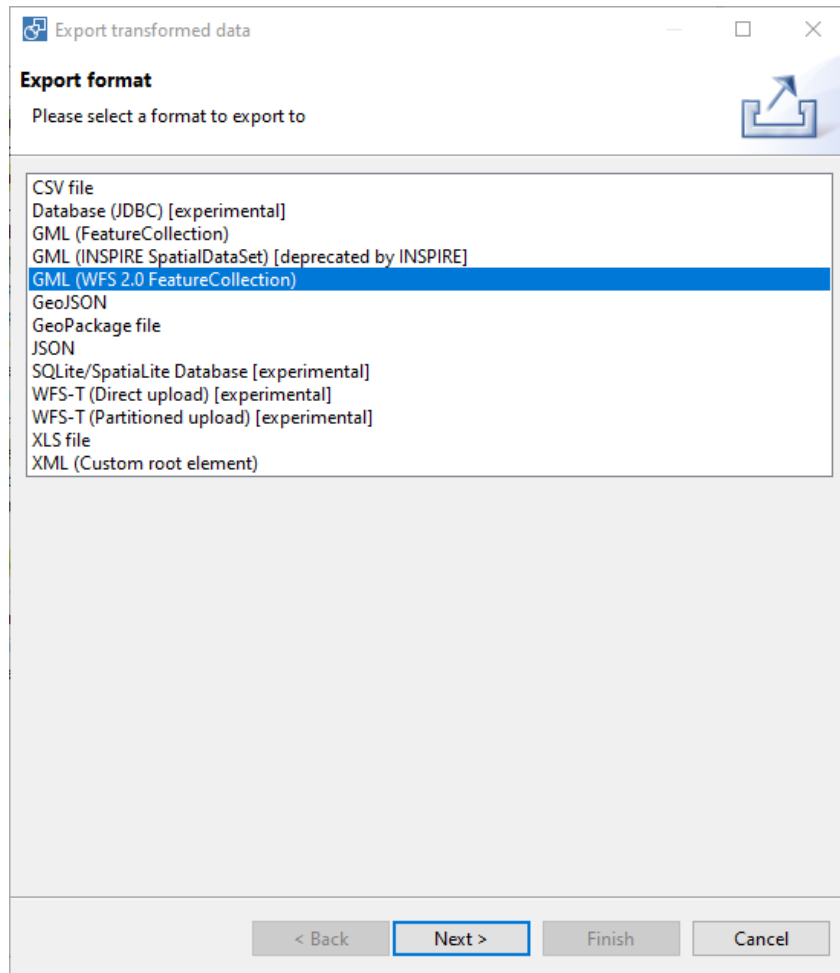 Export transformed data
Export format
Please select a format to export to
CSV file
Database (JDBC) [experimental]
GML (FeatureCollection)
GML (INSPIRE SpatialDataSet) [deprecated by INSPIRE]
GML (WFS 2.0 FeatureCollection)
GeoJSON
GeoPackage file
JSON
SQLite/SpatiaLite Database [experimental]
WFS-T (Direct upload) [experimental]
WFS-T (Partitioned upload) [experimental]
XLS file
XML (Custom root element)
< Back Next > Finish Cancel